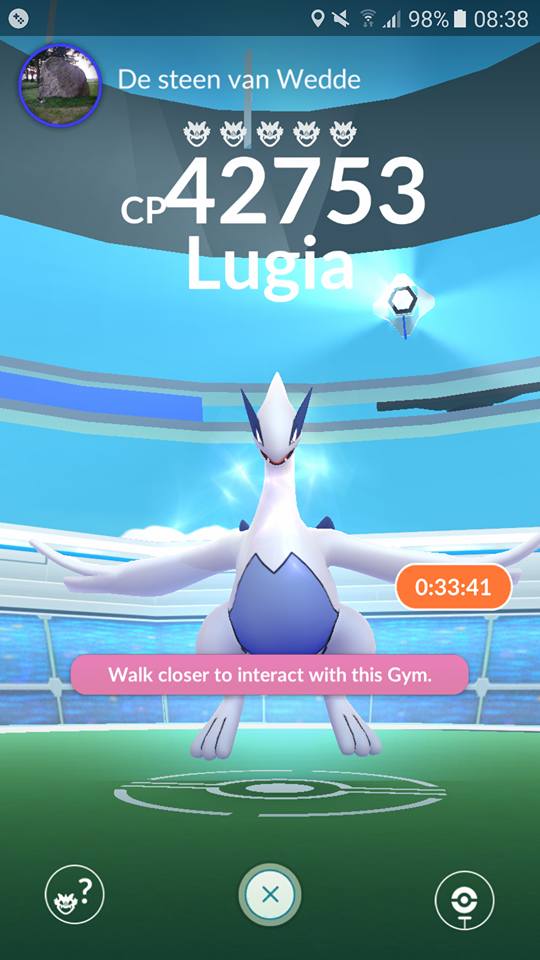 98% 08:38
De steen van Wedde
CP42753
Lugia
0:33:41
Walk closer to interact with this Gym.
?